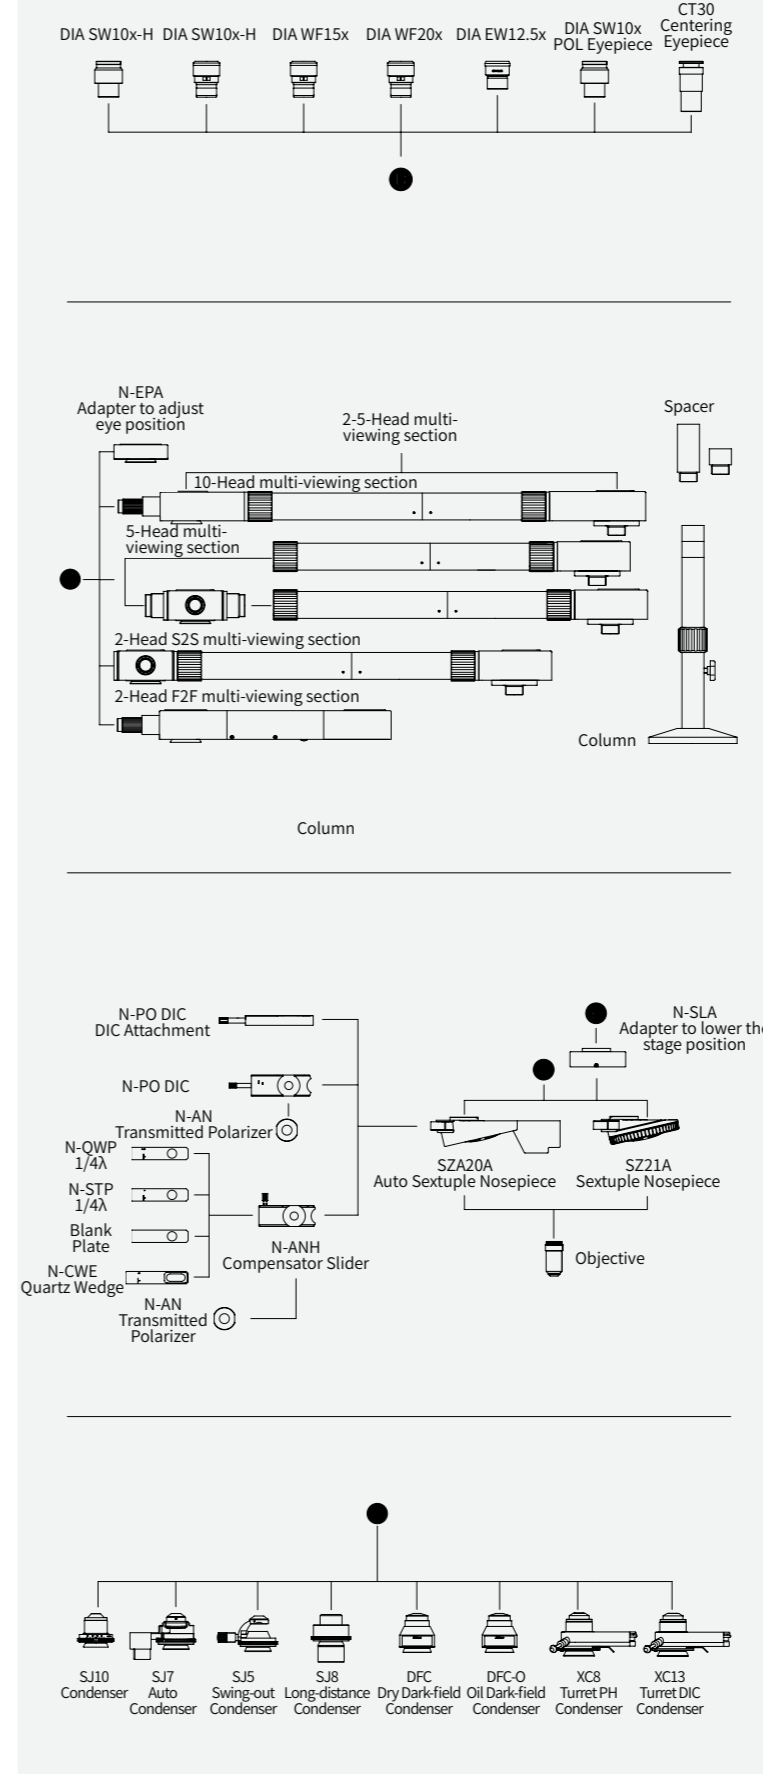 DIA SW10x-H
DIA SW10x-H
DIA WF15x
DIA WF20x
DIA EW12.5x
DIA SW10x
POL Eyepiece
CT30
Centering
Eyepiece
N-EPA
Adapter to adjust
eye position
2-5-Head multi-
viewing section
Spacer
10-Head multi-viewing section
5-Head multi-
viewing section
2-Head S2S multi-viewing section
2-Head F2F multi-viewing section
Column
Column
N-PO DIC
DIC Attachment
N-SLA
Adapter to lower the
stage position
N-PO DIC
N-AN
Transmitted Polarizer
N-QWP
1/4λ
SZA20A
Auto Sextuple Nosepiece
SZ21A
Sextuple Nosepiece
N-STP
1/4λ
Blank
Plate
N-ANH
Compensator Slider
Objective
N-CWE
Quartz Wedge
N-AN
Transmitted
Polarizer
SJ10
Condenser
SJ7
Auto
Condenser
SJ5
Swing-out
Condenser
SJ8
Long-distance
Condenser
DFC
Dry Dark-field
Condenser
DFC-O
Oil Dark-field
Condenser
XC8
Turret PH
Condenser
XC13
Turret DIC
Condenser